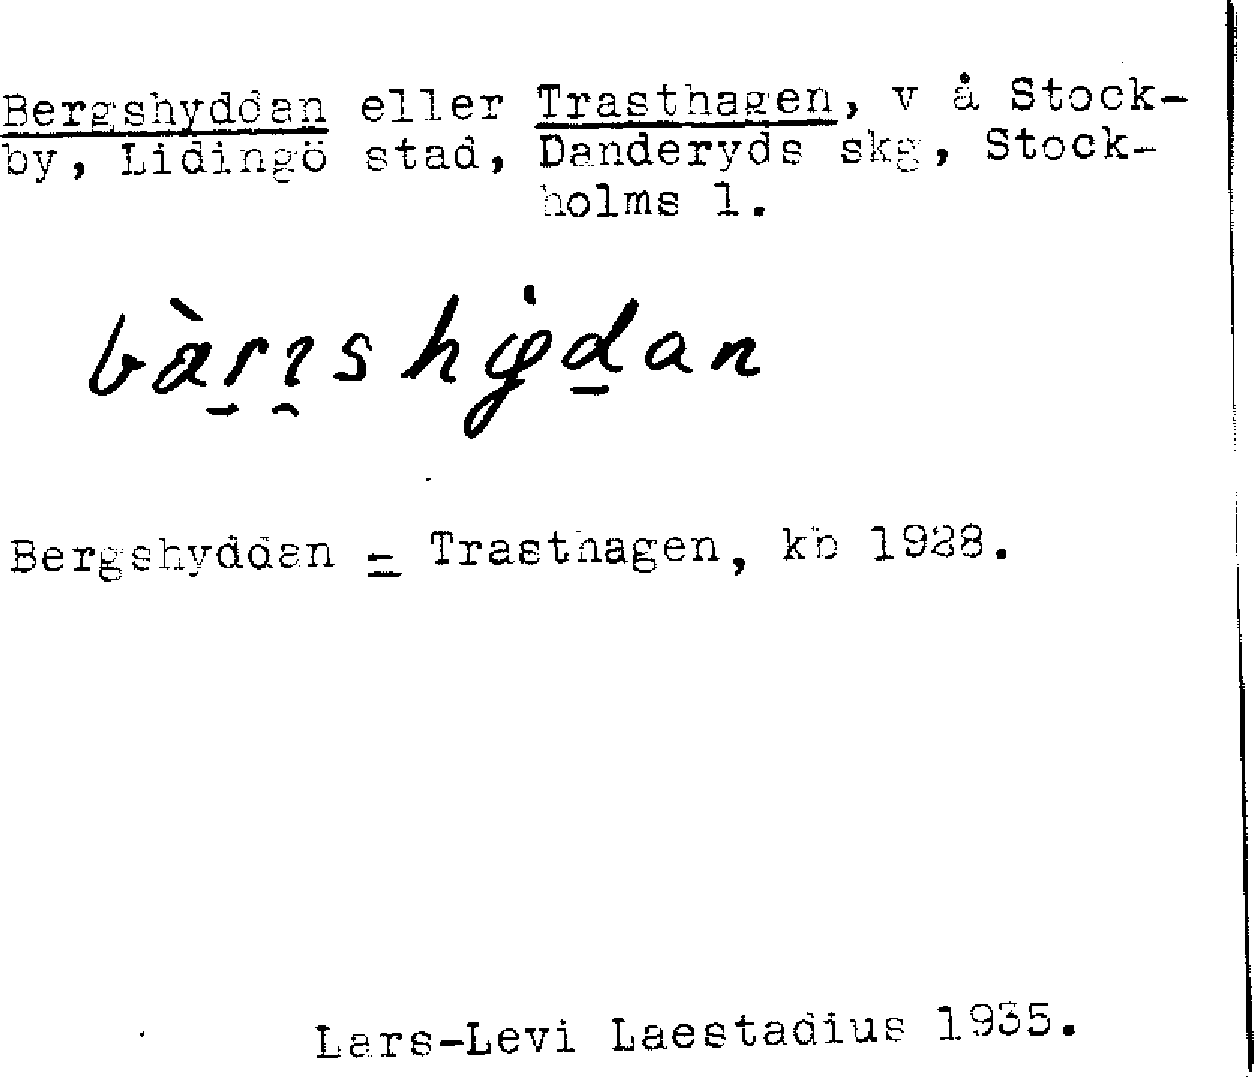 Bergshyddan eller Trasthagen, v å Stock-
by, Lidingö stad, Danderyds skg, Stock-
holms l.
Bergshyddan = Trasthagen, kb 1928.
Lars-Levi Laestadius 1935.